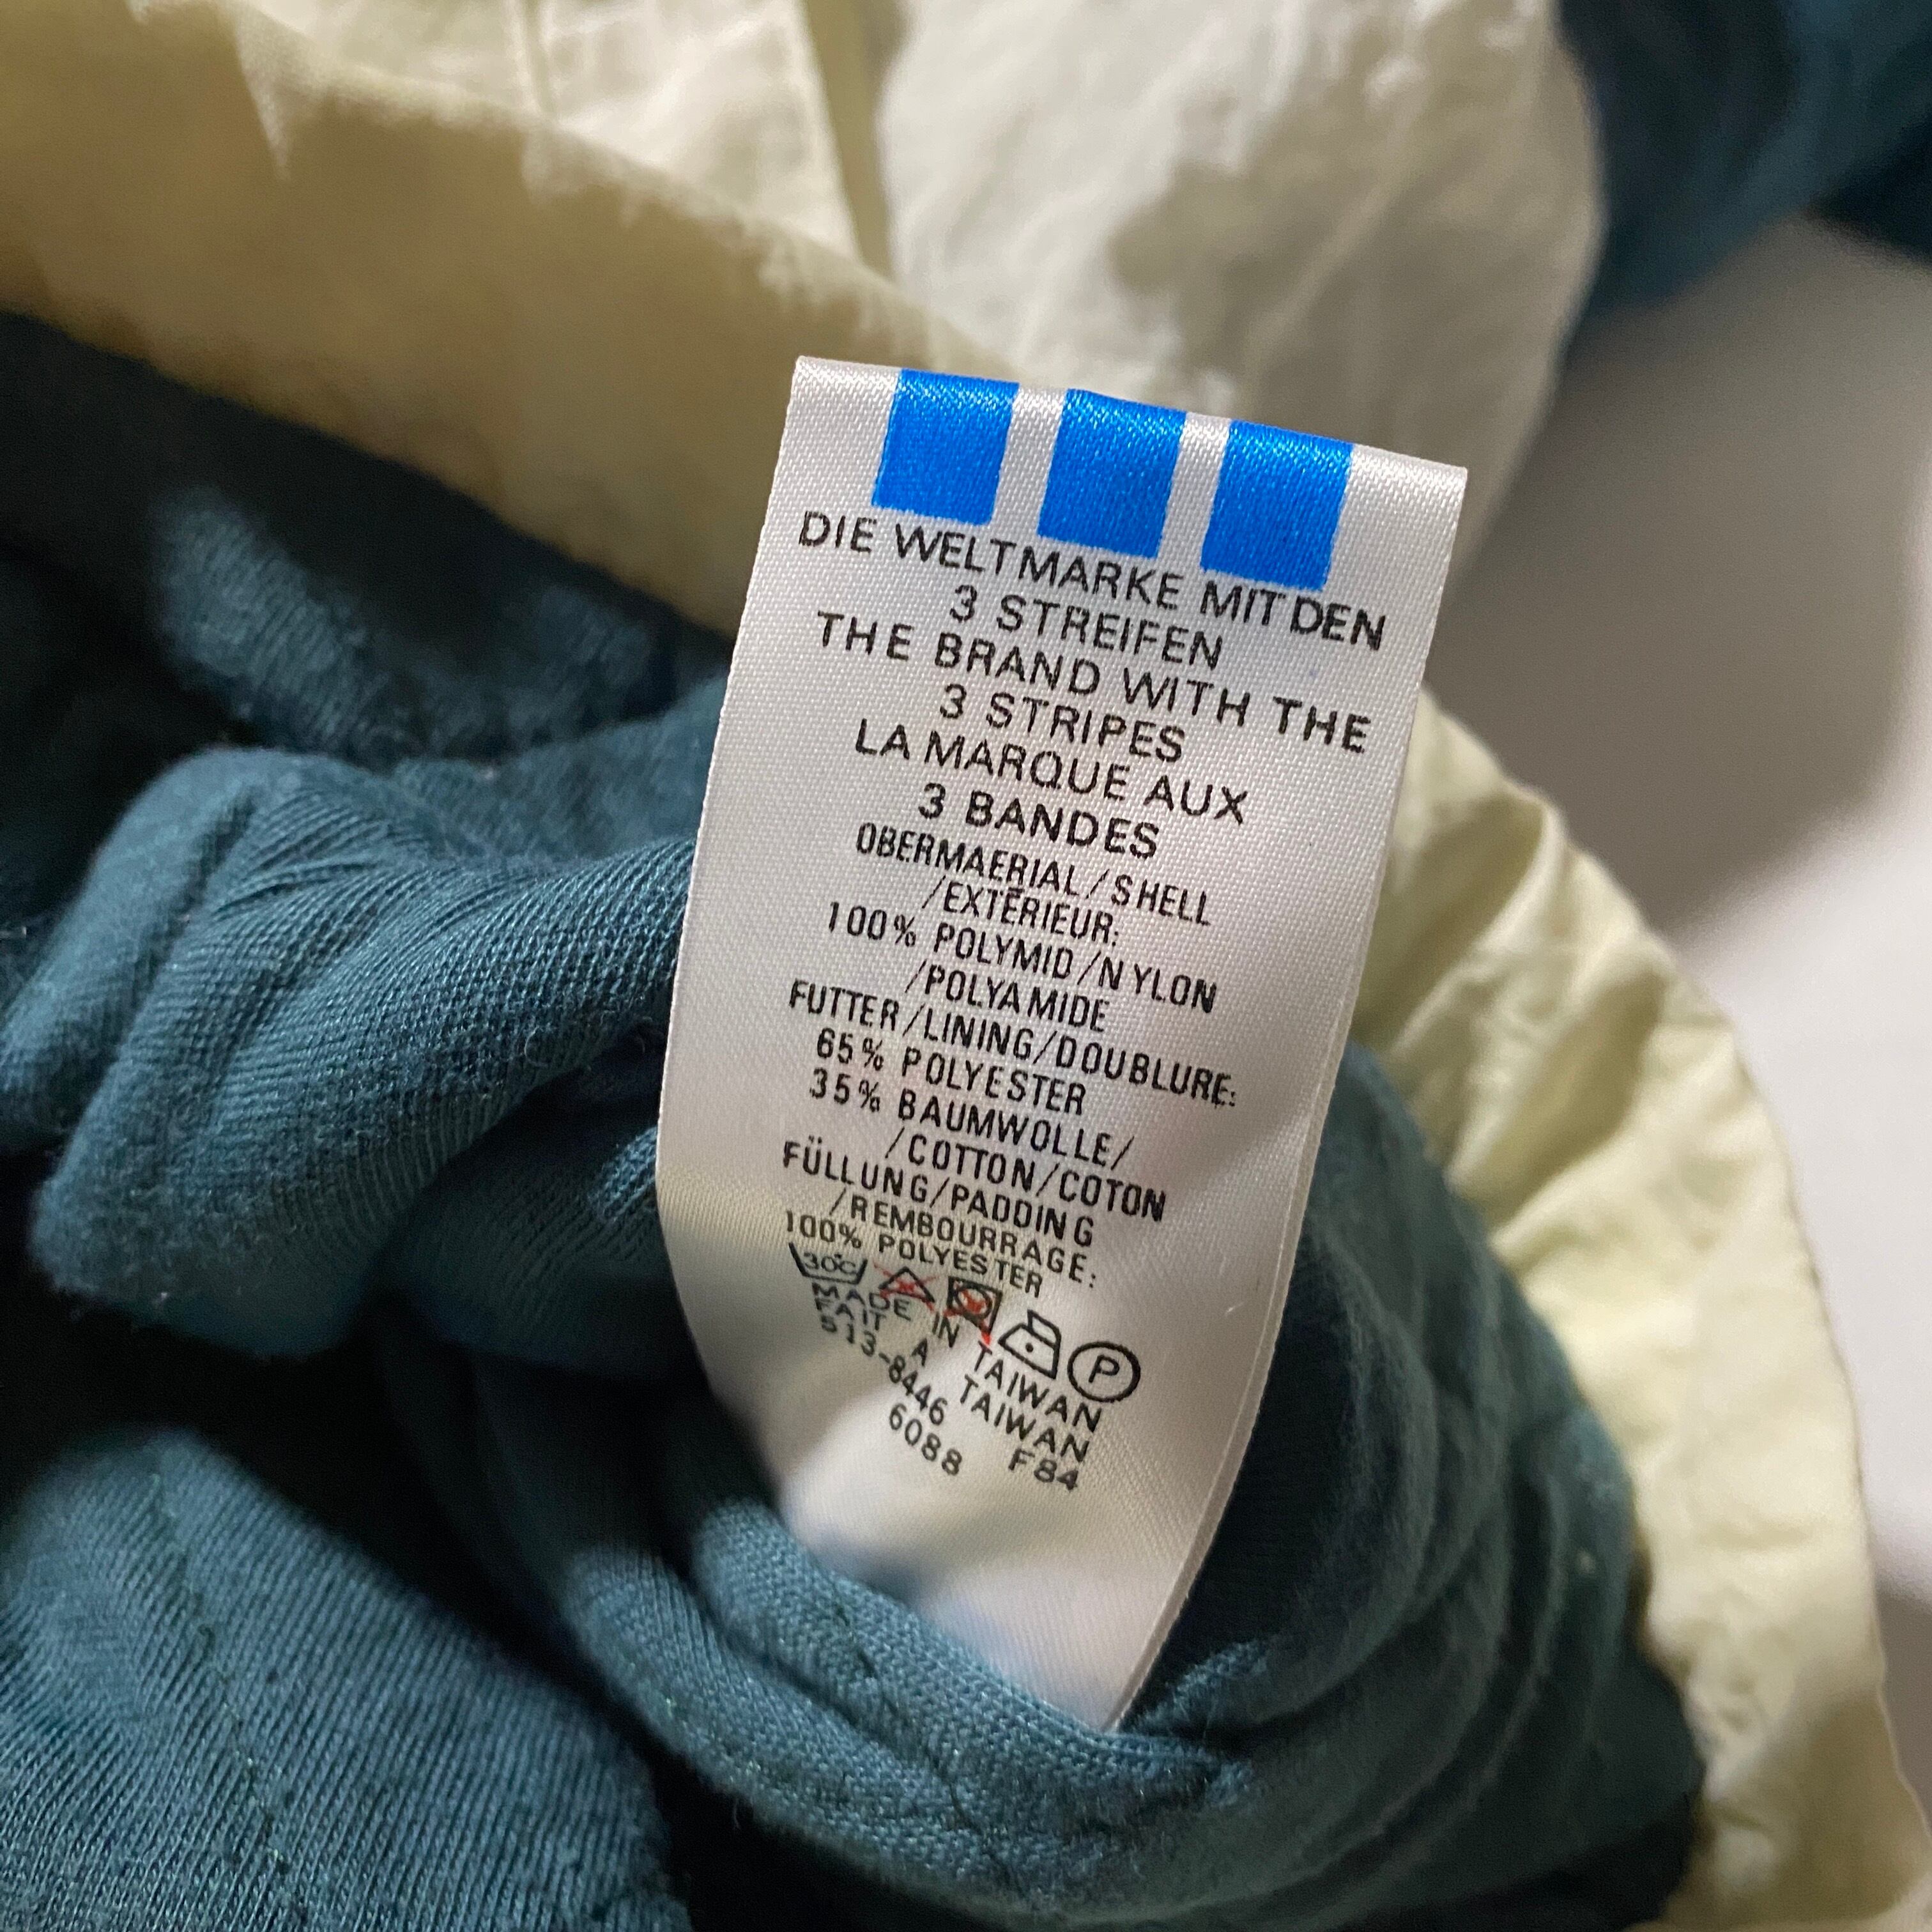 DIE WELTMARKE MIT DEN
3 STREIFEN
THE BRAND WITH THE
3 STRIPES
LA MARQUE AUX
3 BANDES
OBERMAERIAL/SHELL
/EXTÉRIEUR:
100% POLYMID/NYLON
/POLYAMIDE
FUTTER/LINING/DOUBLURE:
65% POLYESTER
35% BAUMWOLLE/
/COTTON/COTON
FÜLLUNG/PADDING
/REMBOURRAGE:
100% POLYESTER
30°C P
MADE IN TAIWAN
FAIT A TAIWAN
513-8446 F84
6088